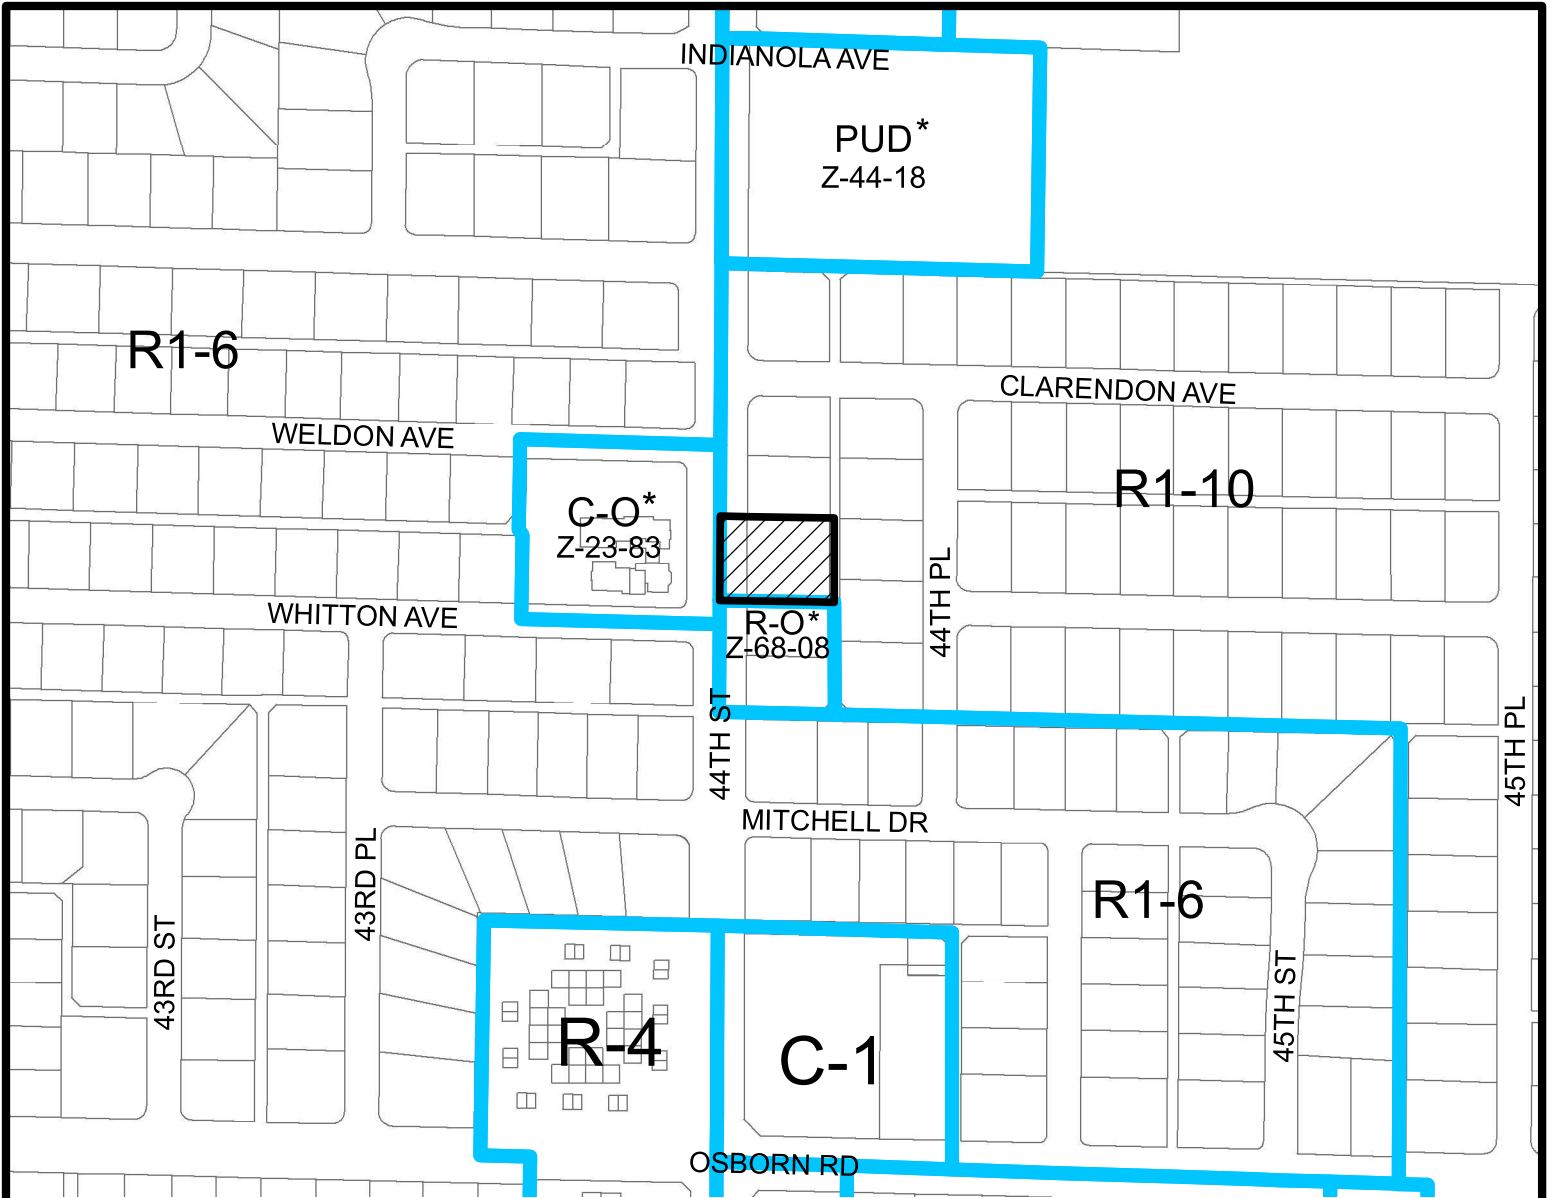 INDIANOLA AVE
PUD*
Z-44-18
R1-6
CLARENDON AVE
WELDON AVE
R1-10
C-O*
Z-23-83
WHITTON AVE
R-O*
Z-68-08
44TH PL
44TH ST
45TH PL
MITCHELL DR
43RD PL
R1-6
43RD ST
45TH ST
R-4
C-1
OSBORN RD